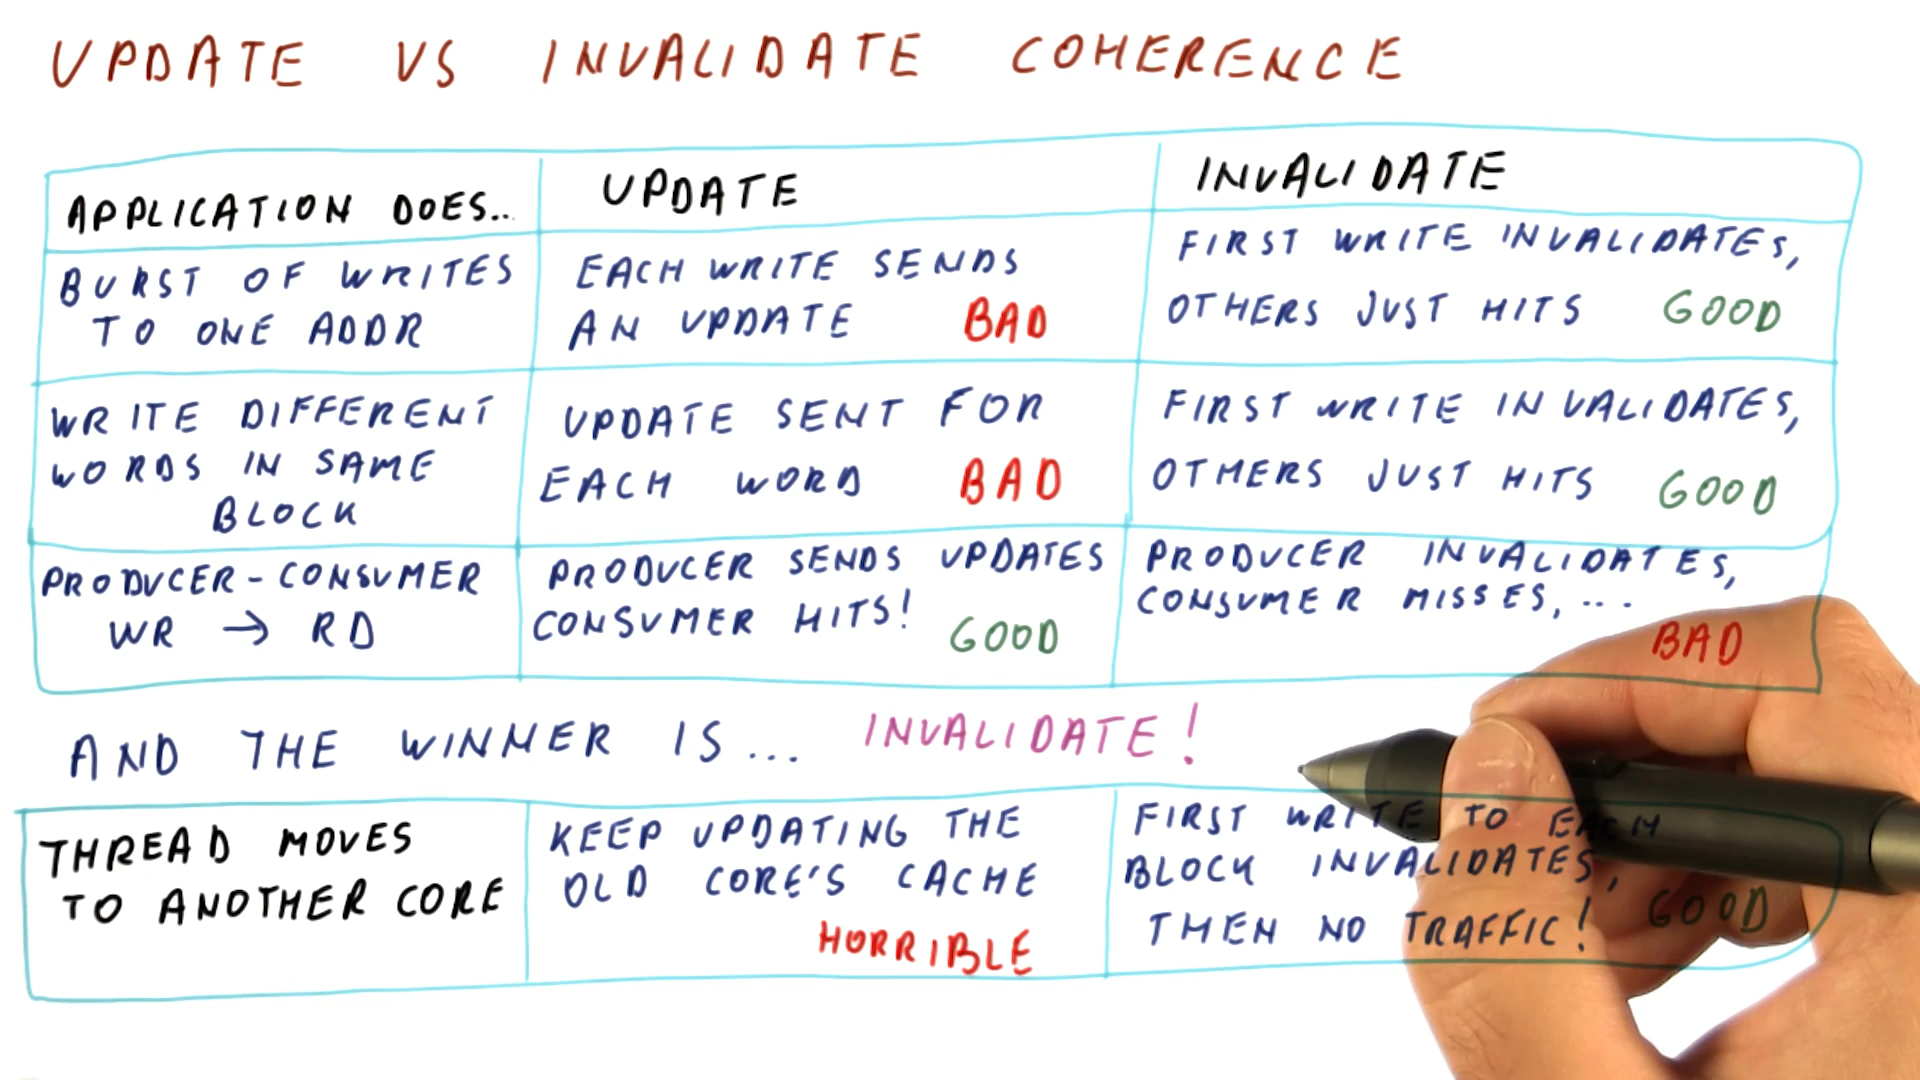 UPDATE VS INVALIDATE COHERENCE
APPLICATION DOES..
UPDATE
INVALIDATE
BURST OF WRITES
TO ONE ADDR
EACH WRITE SENDS
AN UPDATE BAD
FIRST WRITE INVALIDATES,
OTHERS JUST HITS GOOD
WRITE DIFFERENT
WORDS IN SAME
BLOCK
UPDATE SENT FOR
EACH WORD BAD
FIRST WRITE INVALIDATES,
OTHERS JUST HITS GOOD
PRODUCER-CONSUMER
WR → RD
PRODUCER SENDS UPDATES
CONSUMER HITS!
GOOD
PRODUCER INVALIDATES,
CONSUMER MISSES, ...
BAD
AND THE WINNER IS... INVALIDATE!
THREAD MOVES
TO ANOTHER CORE
KEEP UPDATING THE
OLD CORE'S CACHE
HORRIBLE
FIRST WRITE TO EACH
BLOCK INVALIDATES,
THEN NO TRAFFIC! GOOD